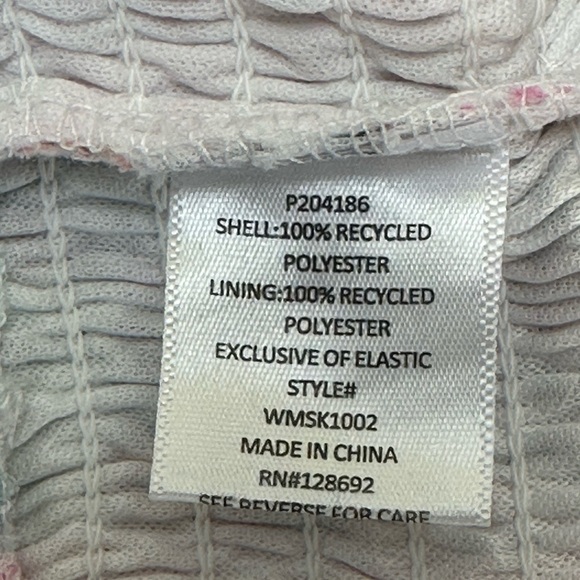 P204186
SHELL:100% RECYCLED
POLYESTER
LINING:100% RECYCLED
POLYESTER
EXCLUSIVE OF ELASTIC
STYLE#
WMSK1002
MADE IN CHINA
RN#128692
SEE REVERSE FOR CARE